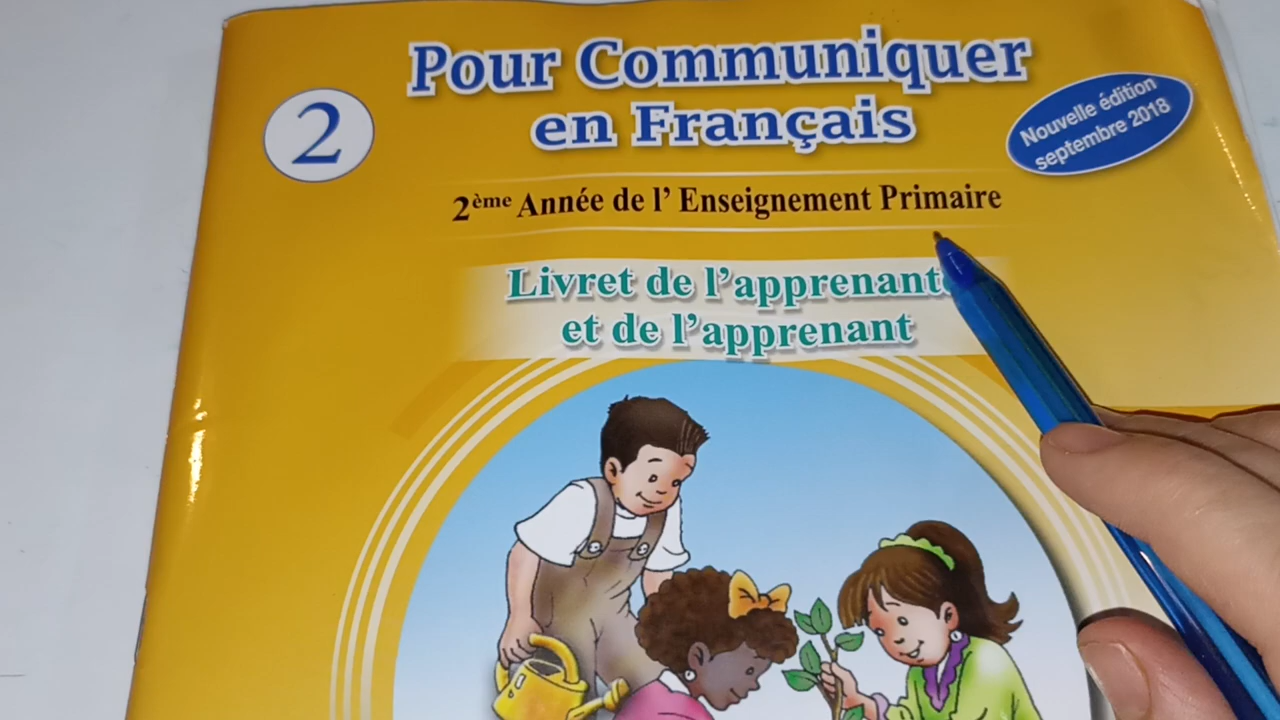 Pour Communiquer
en Français
2
Nouvelle édition
septembre 2018
2ème Année de l' Enseignement Primaire
Livret de l'apprenante
et de l'apprenant